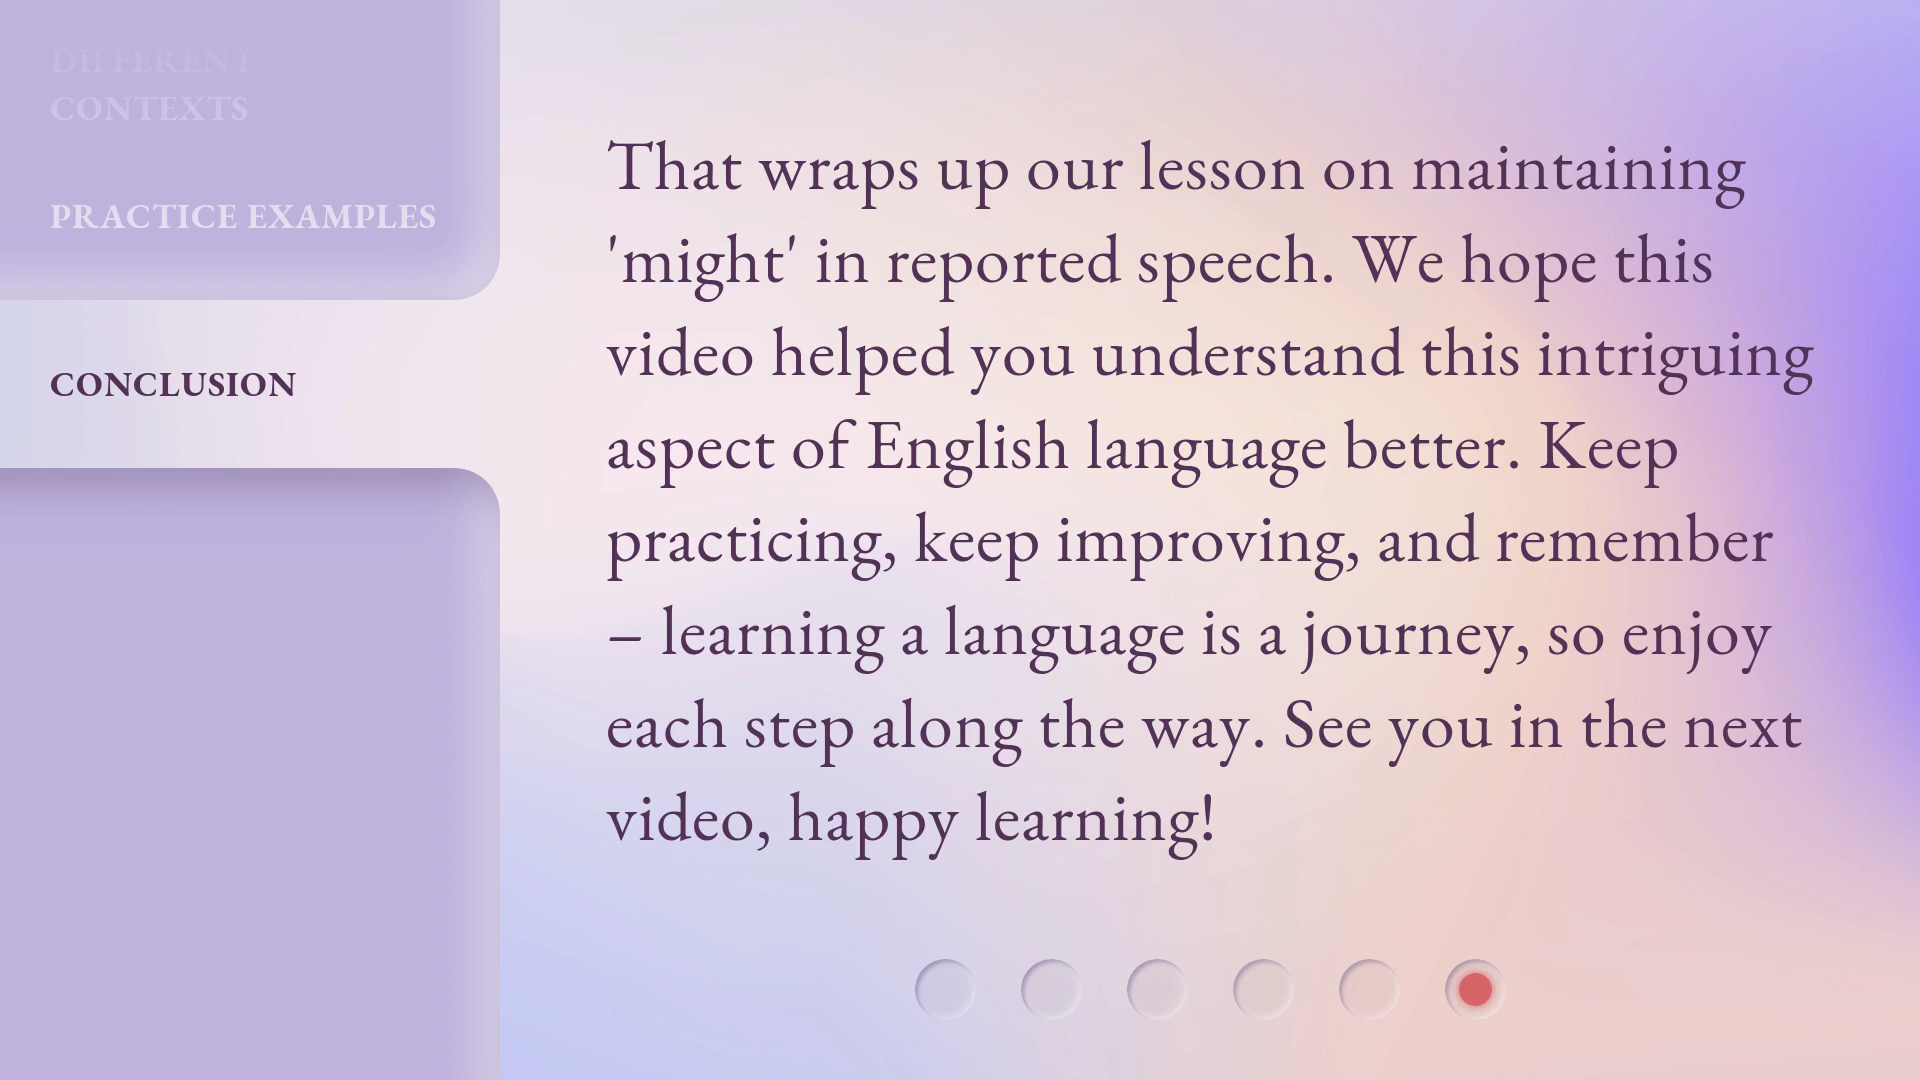 DIFFERENT
CONTEXTS
PRACTICE EXAMPLES
CONCLUSION
That wraps up our lesson on maintaining
'might' in reported speech. We hope this
video helped you understand this intriguing
aspect of English language better. Keep
practicing, keep improving, and remember
– learning a language is a journey, so enjoy
each step along the way. See you in the next
video, happy learning!